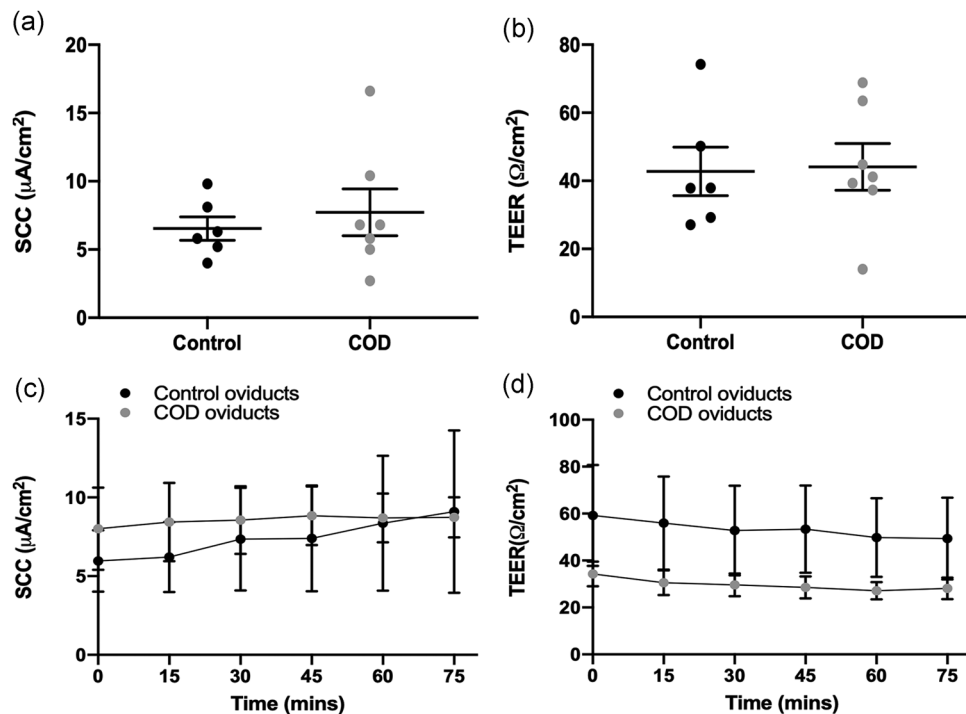 (a)
SCC (μA/cm²)
20
15
10
5
0
Control
COD
(b)
TEER (Ω/cm²)
80
60
40
20
0
Control
COD
(c)
Control oviducts
COD oviducts
SCC (μA/cm²)
15
10
5
0
0
15
30
45
60
75
Time (mins)
(d)
Control oviducts
COD oviducts
TEER(Ω/cm²)
100
80
60
40
20
0
0
15
30
45
60
75
Time (mins)